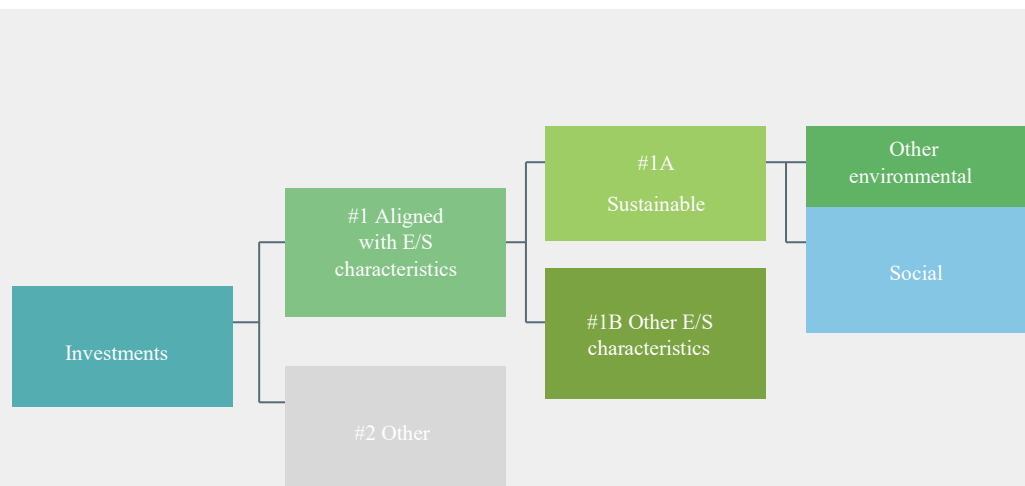 Investments
#1 Aligned
with E/S
characteristics
#2 Other
#1A
Sustainable
#1B Other E/S
characteristics
Other
environmental
Social